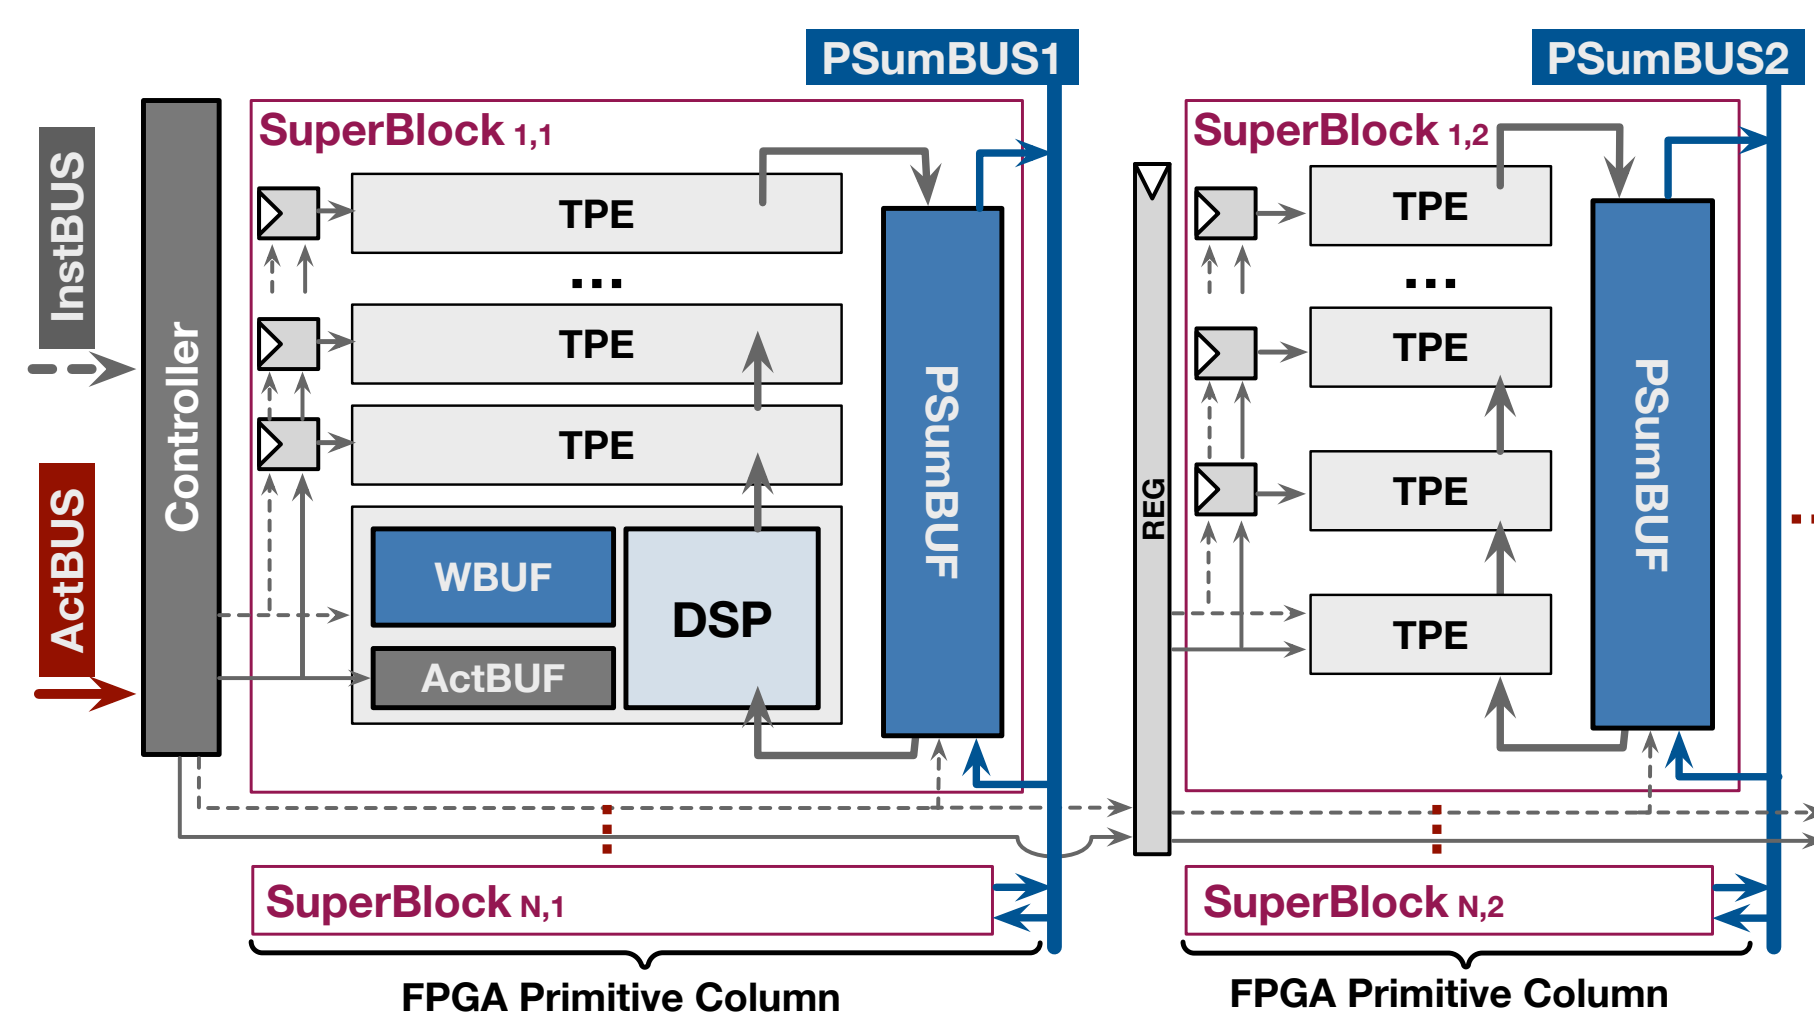 PSumBUS1
PSumBUS2
InstBUS
ActBUS
Controller
SuperBlock 1,1
TPE
...
TPE
TPE
WBUF
ActBUF
DSP
PSumBUF
REG
SuperBlock 1,2
TPE
...
TPE
TPE
TPE
PSumBUF
SuperBlock N,1
SuperBlock N,2
FPGA Primitive Column
FPGA Primitive Column